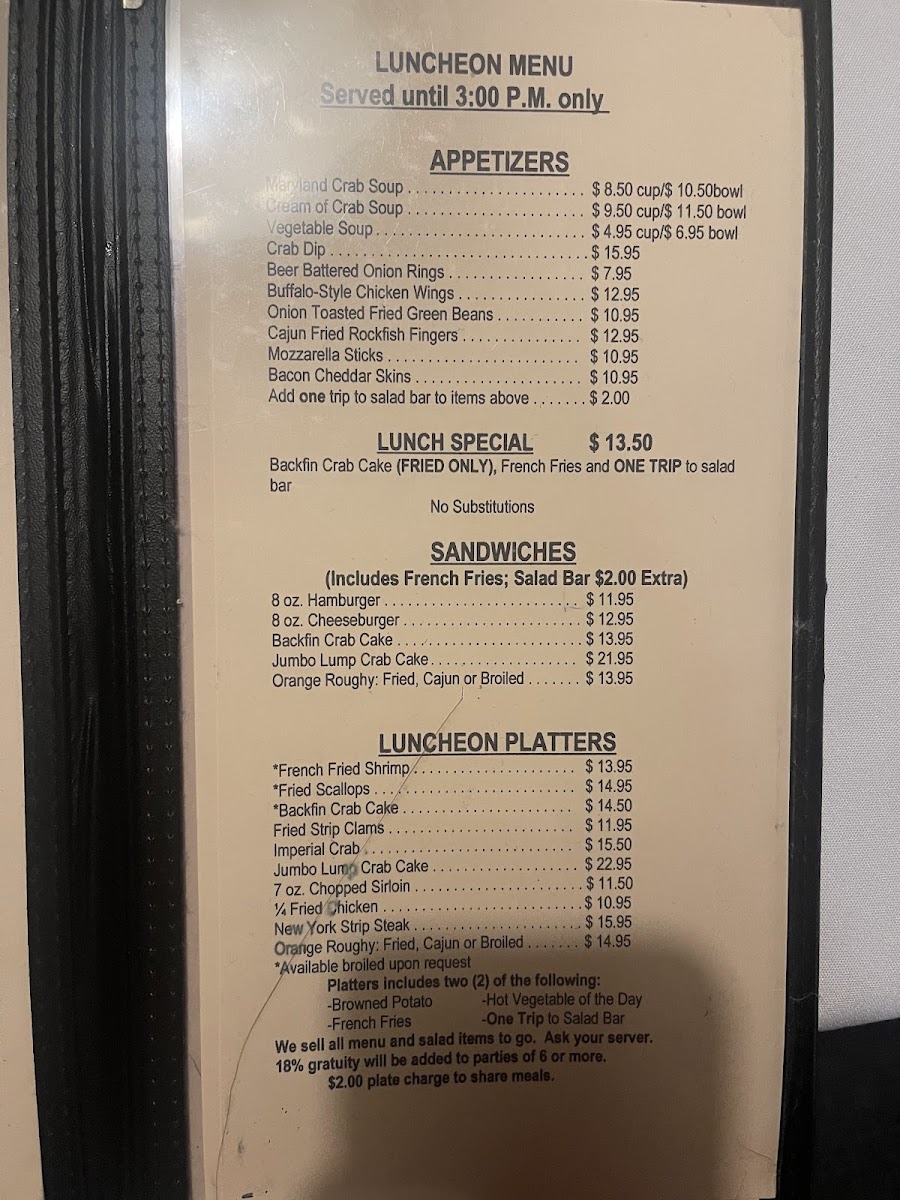 LUNCHEON MENU
Served until 3:00 P.M. only
APPETIZERS
Maryland Crab Soup . . . . . . . . . . . . . . . . . . . . . . $ 8.50 cup/$ 10.50bowl
Cream of Crab Soup . . . . . . . . . . . . . . . . . . . . . . $ 9.50 cup/$ 11.50 bowl
Vegetable Soup . . . . . . . . . . . . . . . . . . . . . . . . . . $ 4.95 cup/$ 6.95 bowl
Crab Dip . . . . . . . . . . . . . . . . . . . . . . . . . . . . . . . $ 15.95
Beer Battered Onion Rings . . . . . . . . . . . . . . . . . $ 7.95
Buffalo-Style Chicken Wings . . . . . . . . . . . . . . . . $ 12.95
Onion Toasted Fried Green Beans . . . . . . . . . . . $ 10.95
Cajun Fried Rockfish Fingers . . . . . . . . . . . . . . . $ 12.95
Mozzarella Sticks . . . . . . . . . . . . . . . . . . . . . . . . $ 10.95
Bacon Cheddar Skins . . . . . . . . . . . . . . . . . . . . . $ 10.95
Add one trip to salad bar to items above . . . . . . . $ 2.00
LUNCH SPECIAL $ 13.50
Backfin Crab Cake (FRIED ONLY), French Fries and ONE TRIP to salad
bar
No Substitutions
SANDWICHES
(Includes French Fries; Salad Bar $2.00 Extra)
8 oz. Hamburger . . . . . . . . . . . . . . . . . . . . . . . . . $ 11.95
8 oz. Cheeseburger . . . . . . . . . . . . . . . . . . . . . . . $ 12.95
Backfin Crab Cake . . . . . . . . . . . . . . . . . . . . . . . $ 13.95
Jumbo Lump Crab Cake . . . . . . . . . . . . . . . . . . . $ 21.95
Orange Roughy: Fried, Cajun or Broiled . . . . . . . $ 13.95
LUNCHEON PLATTERS
*French Fried Shrimp . . . . . . . . . . . . . . . . . . . . . $ 13.95
*Fried Scallops . . . . . . . . . . . . . . . . . . . . . . . . . . $ 14.95
*Backfin Crab Cake . . . . . . . . . . . . . . . . . . . . . . $ 14.50
Fried Strip Clams . . . . . . . . . . . . . . . . . . . . . . . . $ 11.95
Imperial Crab . . . . . . . . . . . . . . . . . . . . . . . . . . . $ 15.50
Jumbo Lump Crab Cake . . . . . . . . . . . . . . . . . . . $ 22.95
7 oz. Chopped Sirloin . . . . . . . . . . . . . . . . . . . . . . $ 11.50
¼ Fried Chicken . . . . . . . . . . . . . . . . . . . . . . . . . . $ 10.95
New York Strip Steak . . . . . . . . . . . . . . . . . . . . . . $ 15.95
Orange Roughy: Fried, Cajun or Broiled . . . . . . . $ 14.95
*Available broiled upon request
Platters includes two (2) of the following:
-Browned Potato -Hot Vegetable of the Day
-French Fries -One Trip to Salad Bar
We sell all menu and salad items to go. Ask your server.
18% gratuity will be added to parties of 6 or more.
$2.00 plate charge to share meals.